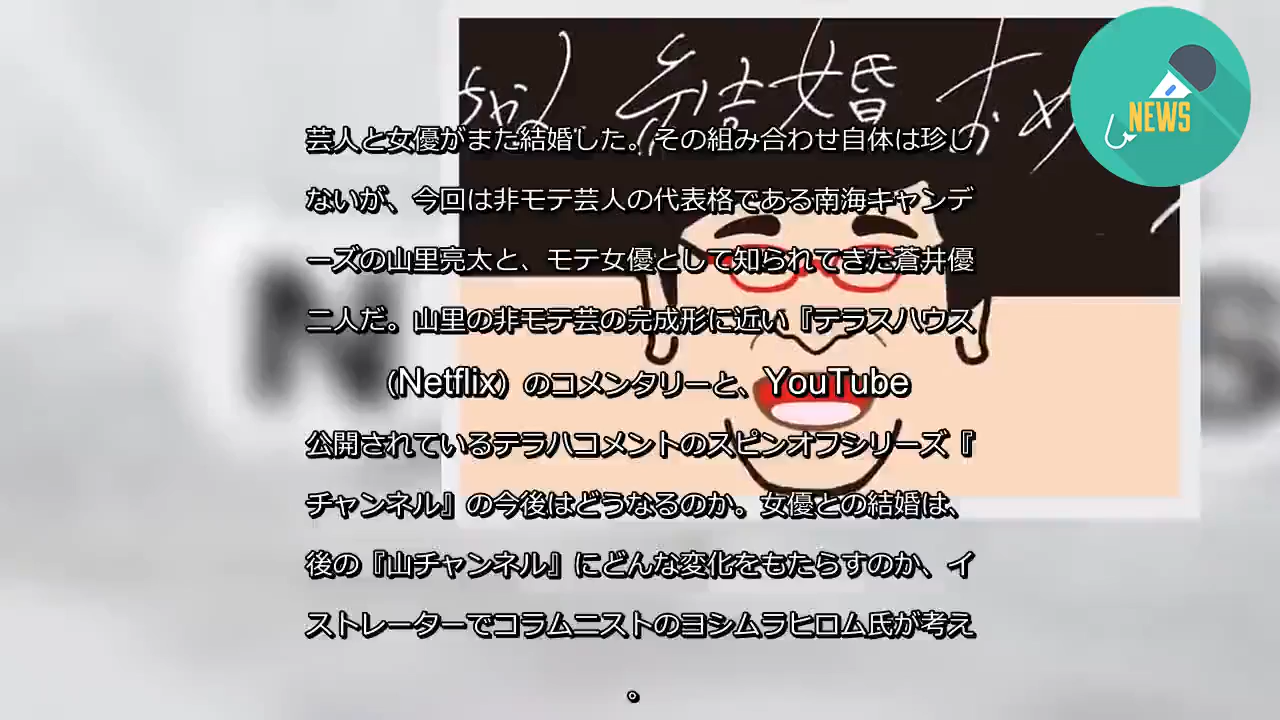 ちゃん 結婚 おめ
NEWS
芸人と女優がまた結婚した。その組み合わせ自体は珍し
ないが、今回は非モテ芸人の代表格である南海キャンデ
ーズの山里亮太と、モテ女優として知られてきた蒼井優
二人だ。山里の非モテ芸の完成形に近い『テラスハウス
（Netflix）のコメンタリーと、YouTube
公開されているテラハコメントのスピンオフシリーズ『
チャンネル』の今後はどうなるのか。女優との結婚は、
後の『山チャンネル』にどんな変化をもたらすのか、イ
ストレーターでコラムニストのヨシムラヒロム氏が考え
。
N
S